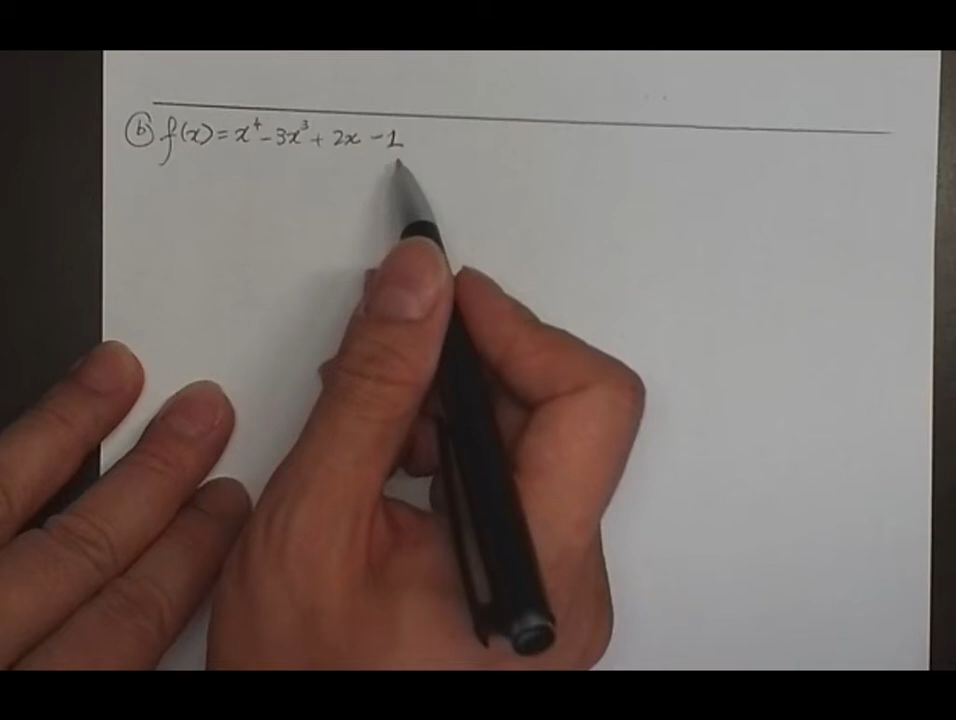 (b) f(x) = x⁴ - 3x³ + 2x - 1